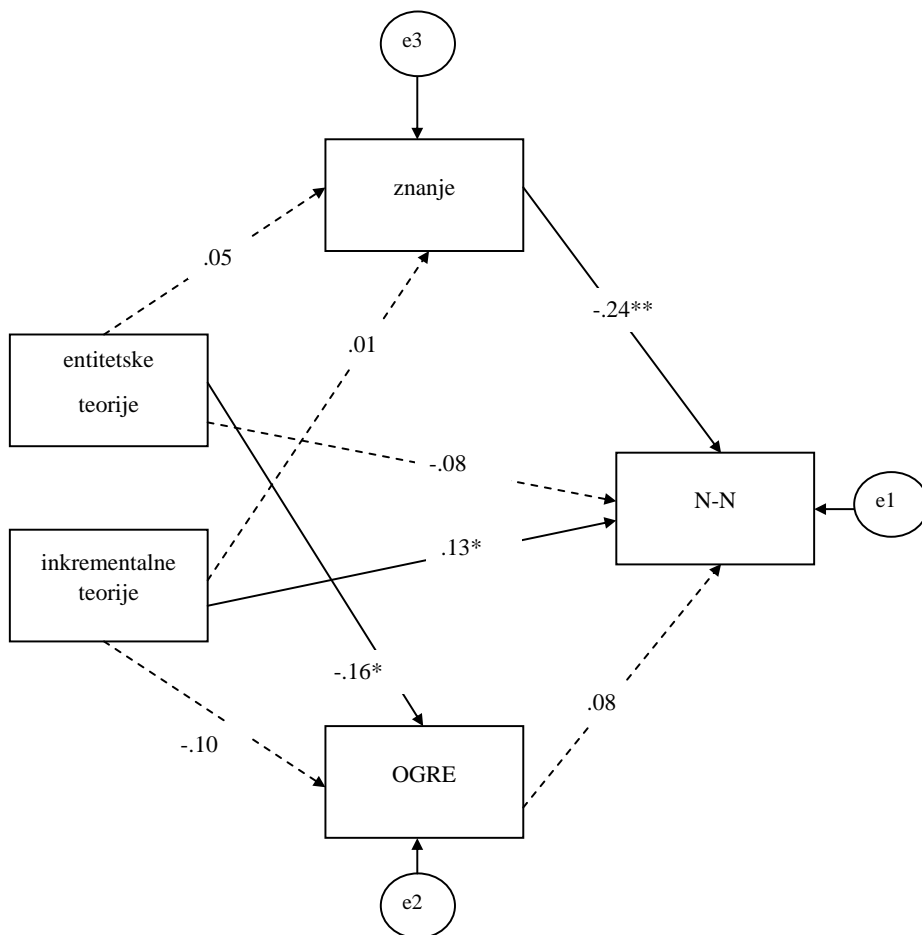 e3
znanje
.05
-.24**
.01
entitetske
teorije
-.08
N-N
e1
inkrementalne
teorije
.13*
-.16*
.08
-.10
OGRE
e2